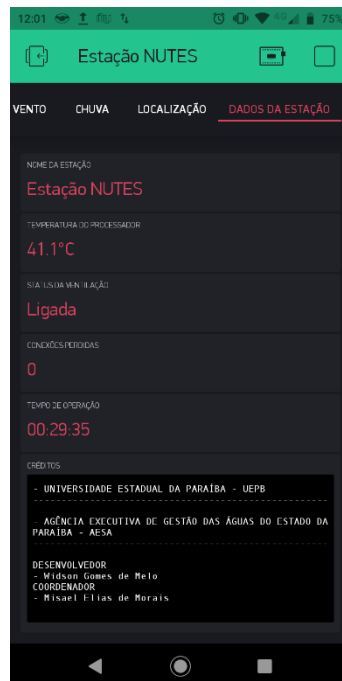 12:01 4G 75%
Estação NUTES
VENTO CHUVA LOCALIZAÇÃO DADOS DA ESTAÇÃO
NOME DA ESTAÇÃO
Estação NUTES
TEMPERATURA DO PROCESSADOR
41.1°C
STATUS DA VENTILAÇÃO
Ligada
CONEXÕES PERDIDAS
0
TEMPO DE OPERAÇÃO
00:29:35
CRÉDITOS
- UNIVERSIDADE ESTADUAL DA PARAÍBA - UEPB
------------------------------------------------
- AGÊNCIA EXECUTIVA DE GESTÃO DAS ÁGUAS DO ESTADO DA
PARAÍBA - AESA
------------------------------------------------
DESENVOLVEDOR
- Widson Gomes de Melo
COORDENADOR
- Misael Elias de Morais